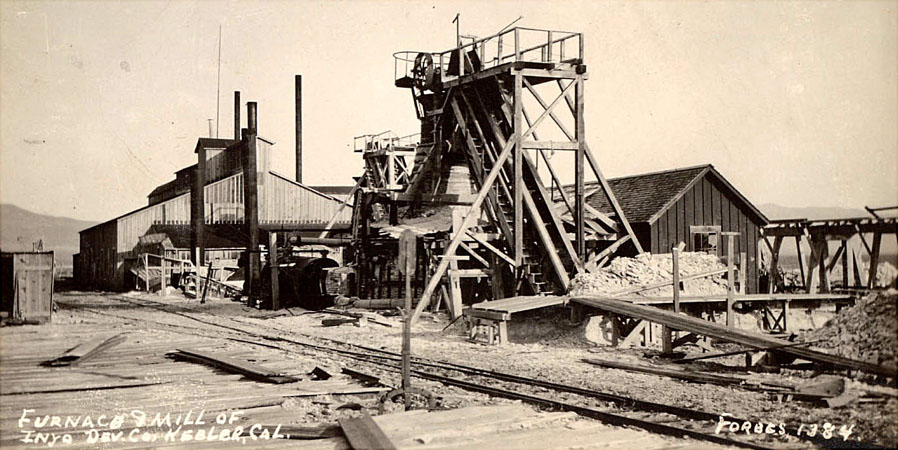 FURNACE & MILL OF
INYO DEV. CO. KEELER, CAL.
FORBES, 1384.